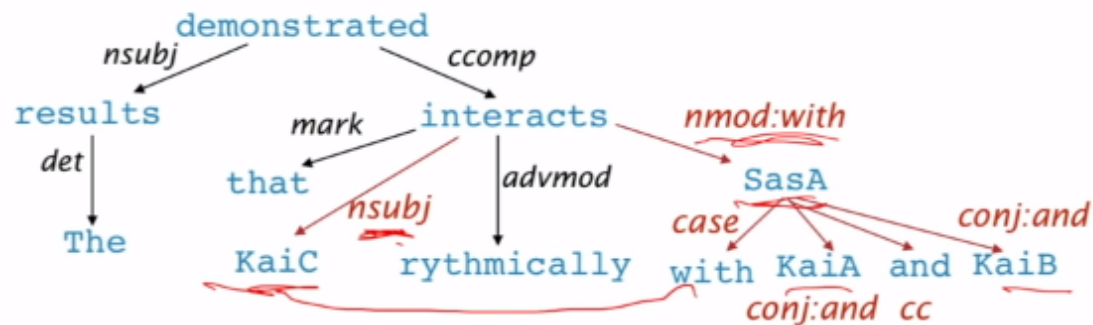 demonstrated
nsubj ccomp
results mark interacts nmod:with
det that advmod SasA
nsubj case conj:and
The KaiC rythmically with KaiA and KaiB
conj:and cc